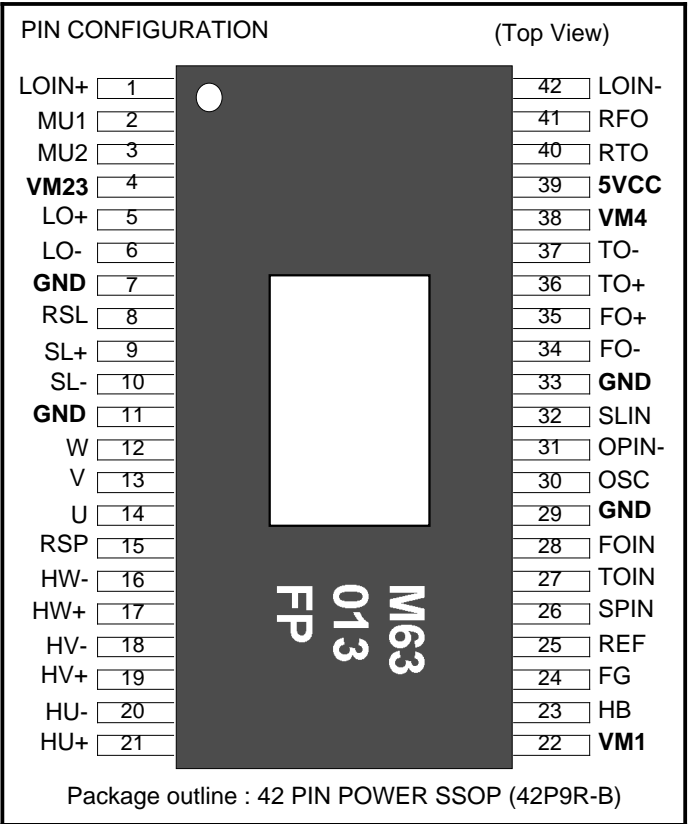 PIN CONFIGURATION (Top View)
LOIN+ 1 42 LOIN-
MU1 2 41 RFO
MU2 3 40 RTO
VM23 4 39 5VCC
LO+ 5 38 VM4
LO- 6 37 TO-
GND 7 36 TO+
RSL 8 35 FO+
SL+ 9 34 FO-
SL- 10 33 GND
GND 11 32 SLIN
W 12 31 OPIN-
V 13 30 OSC
U 14 29 GND
RSP 15 28 FOIN
HW- 16 27 TOIN
HW+ 17 26 SPIN
HV- 18 25 REF
HV+ 19 24 FG
HU- 20 23 HB
HU+ 21 22 VM1
M63
013
FP
Package outline : 42 PIN POWER SSOP (42P9R-B)